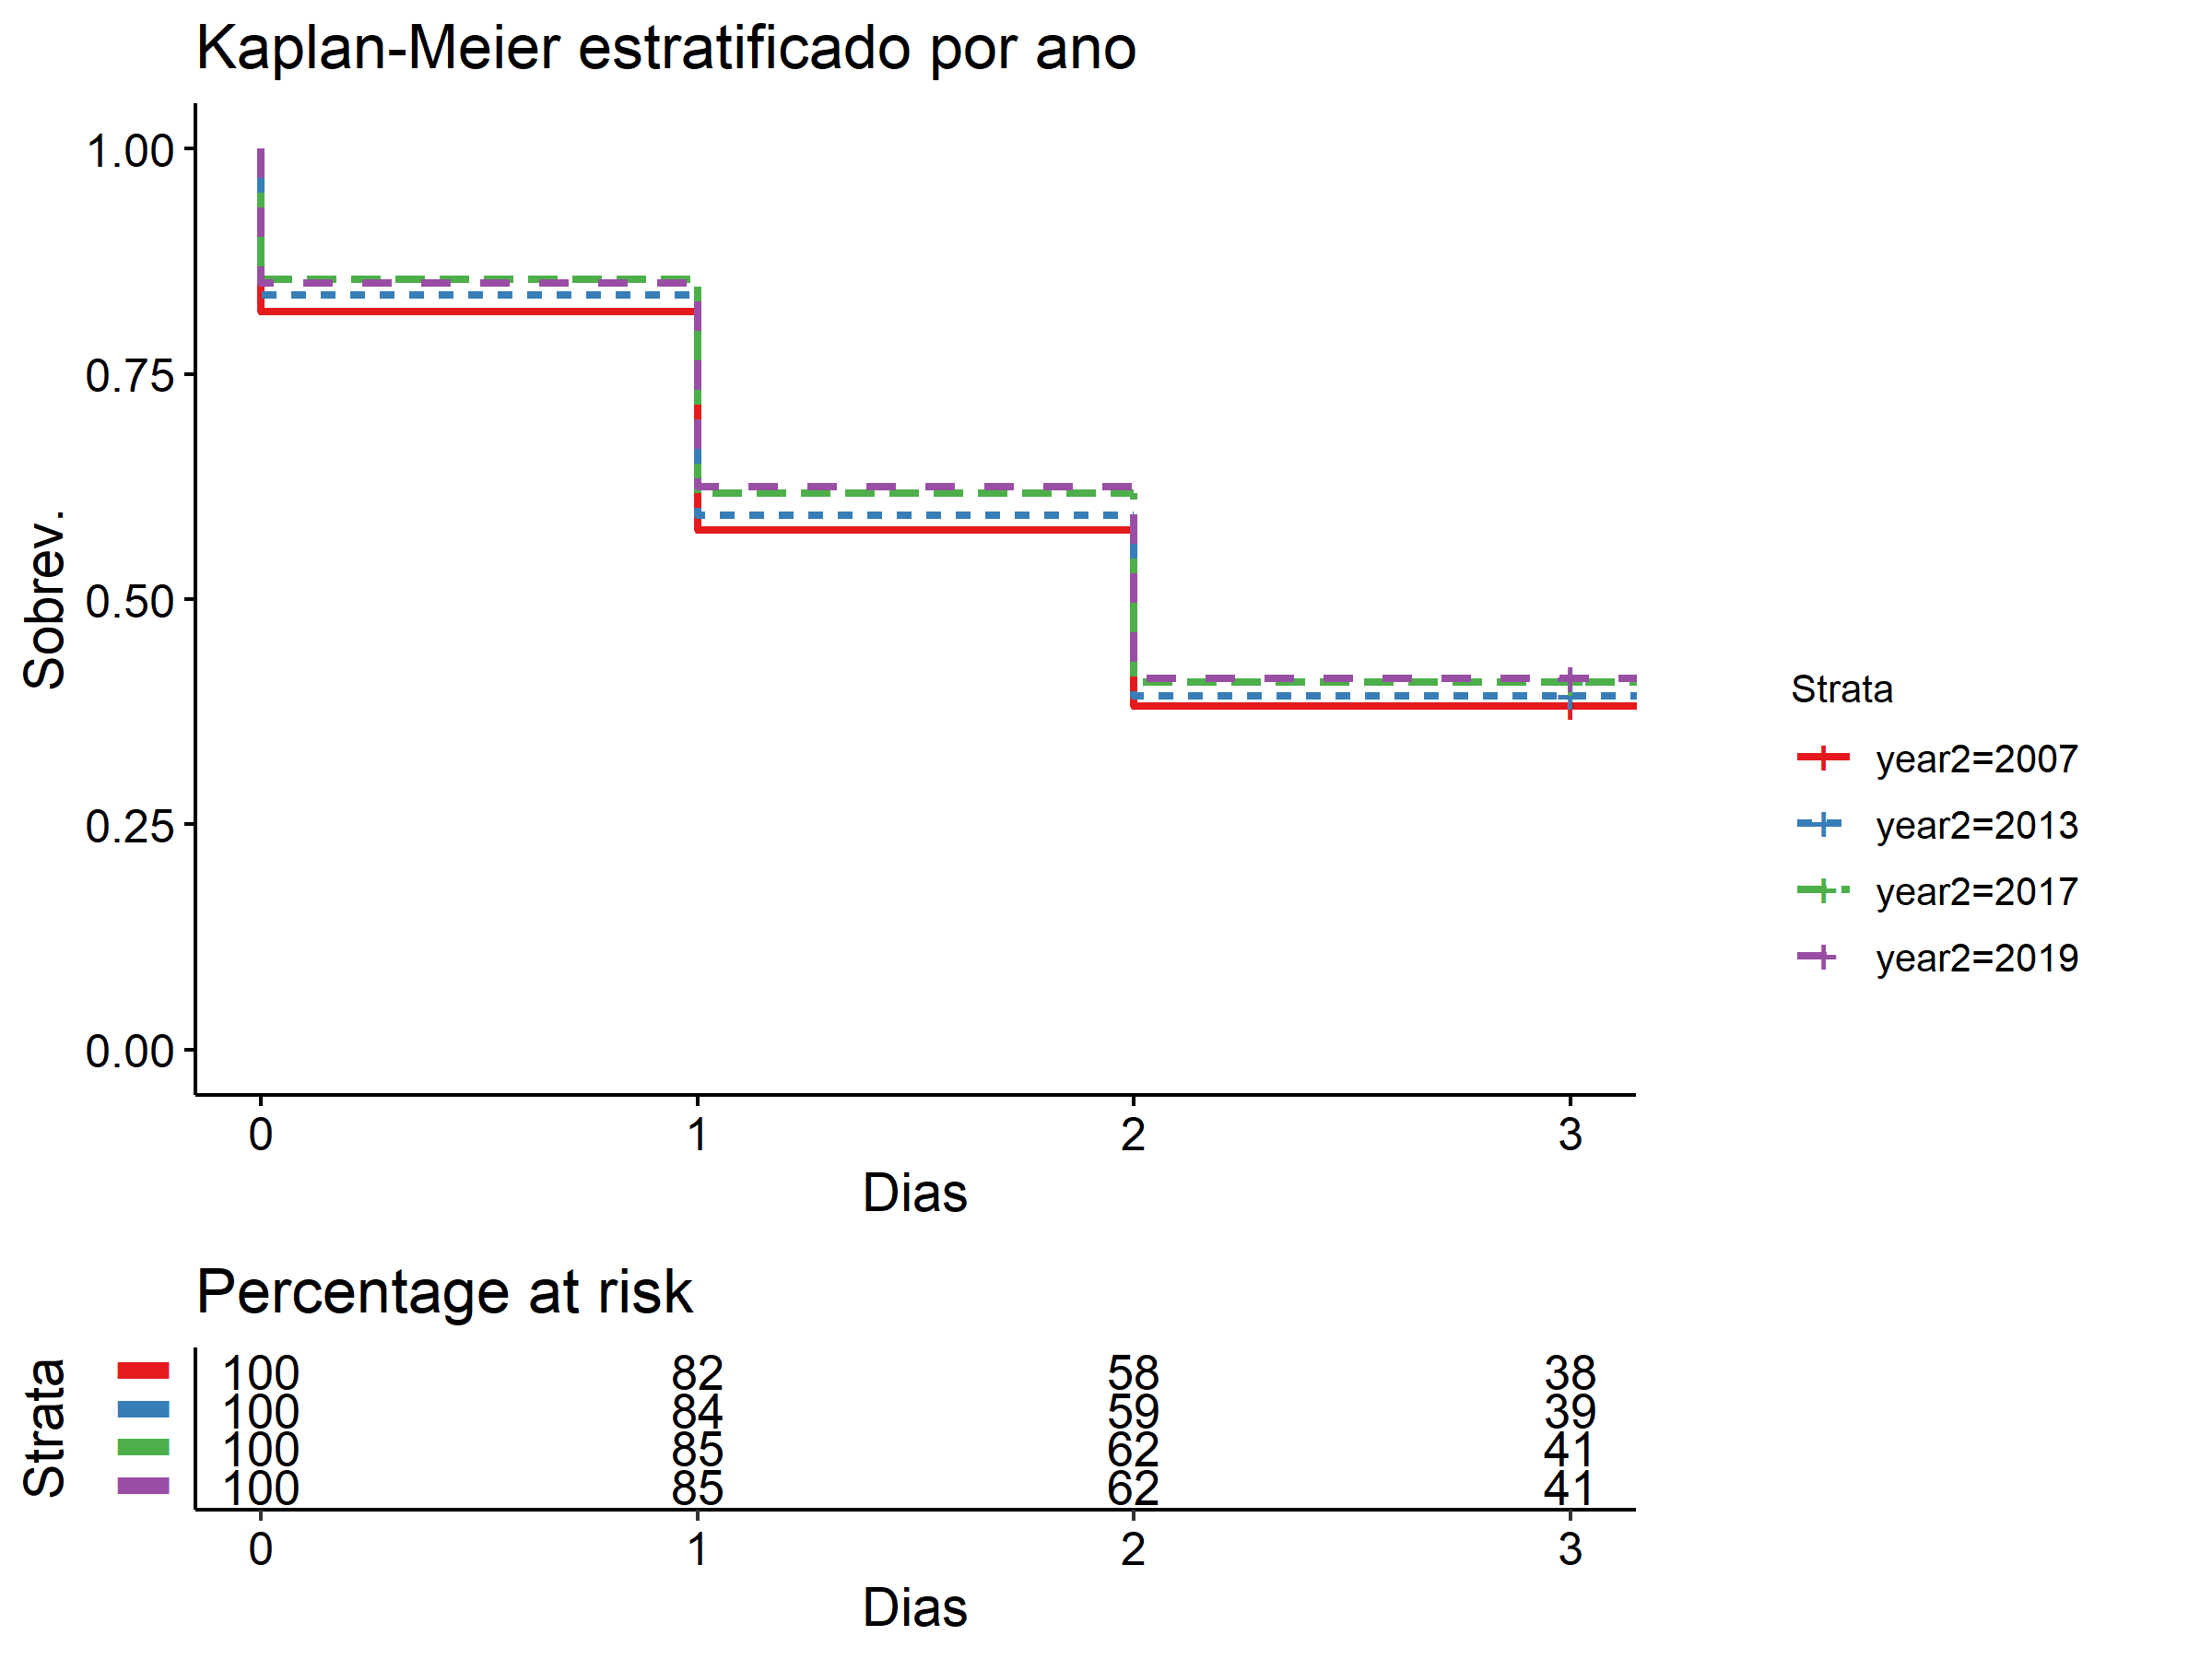 Kaplan-Meier estratificado por ano
Sobrev.
1.00
0.75
0.50
0.25
0.00
0 1 2 3
Dias
Strata
year2=2007
year2=2013
year2=2017
year2=2019
Percentage at risk
Strata
100 82 58 38
100 84 59 39
100 85 62 41
100 85 62 41
0 1 2 3
Dias